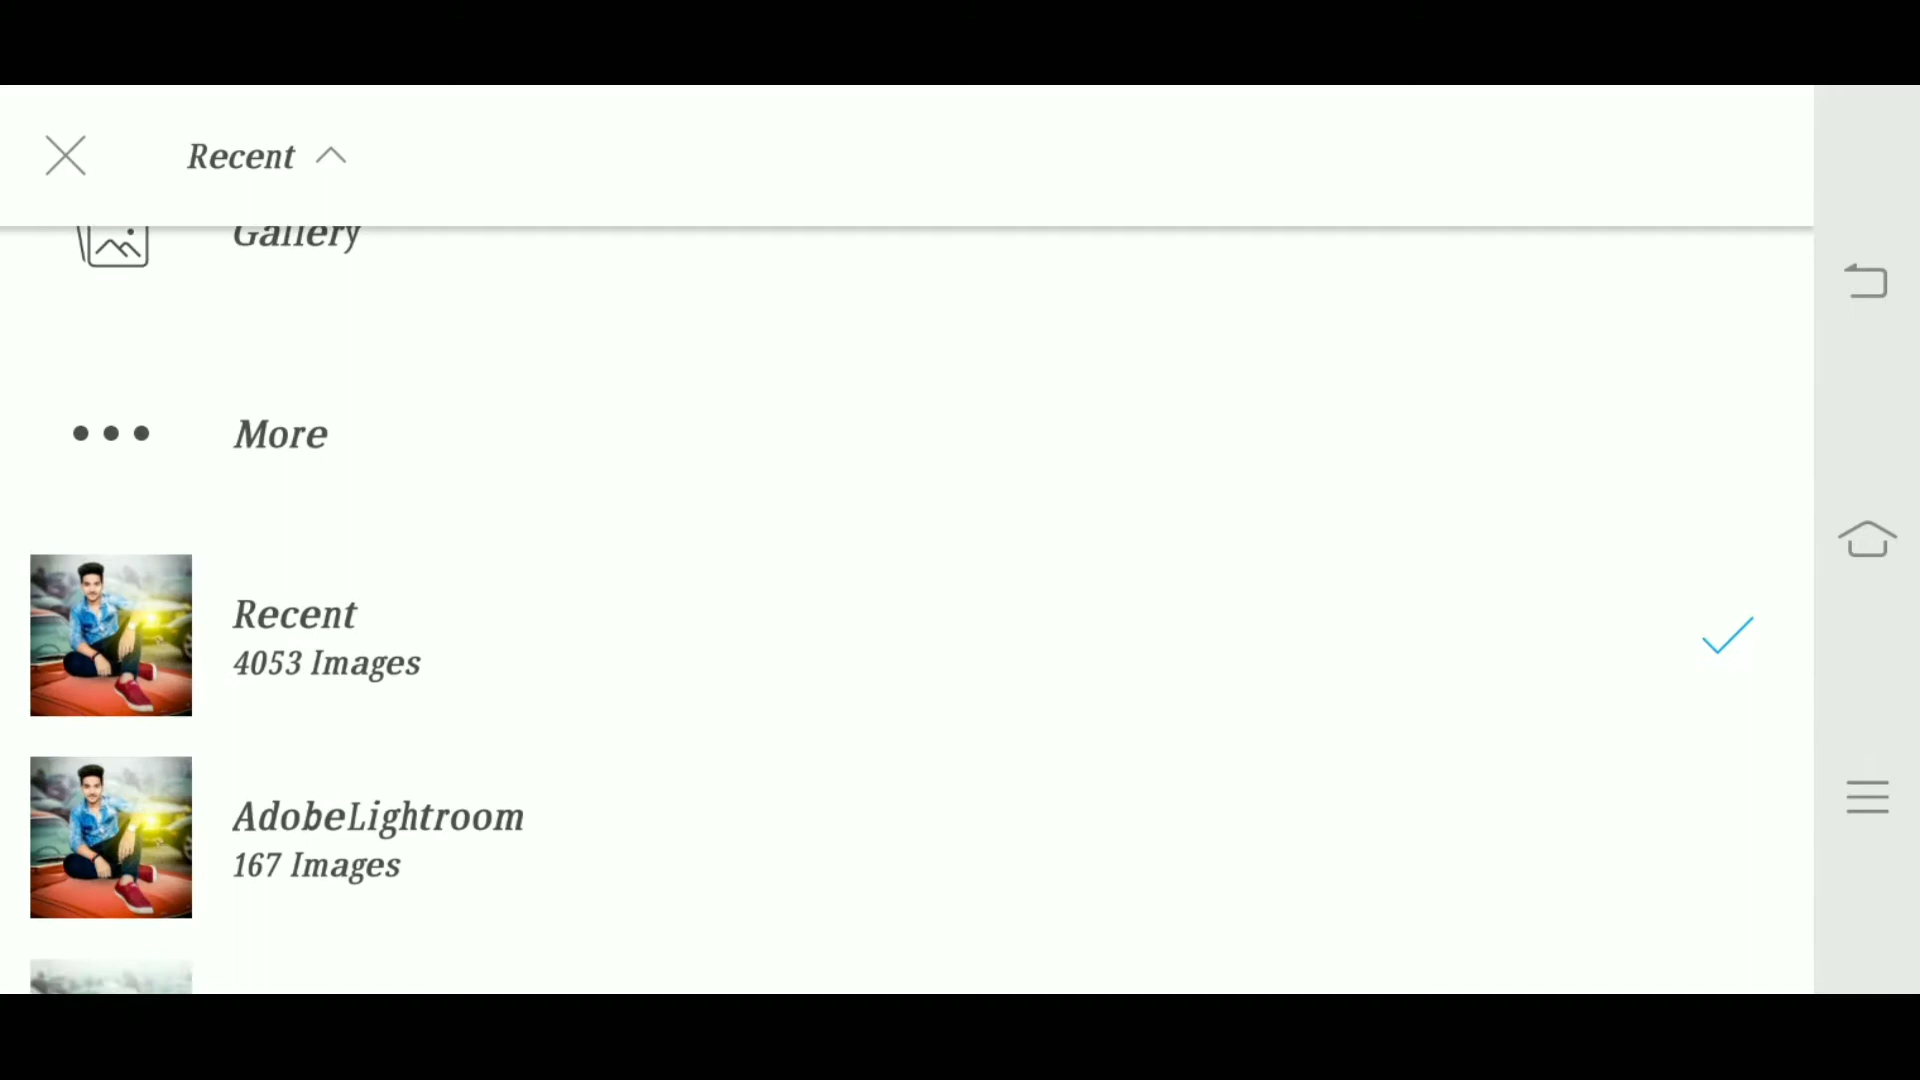 Recent
Gallery
More
Recent
4053 Images
AdobeLightroom
167 Images